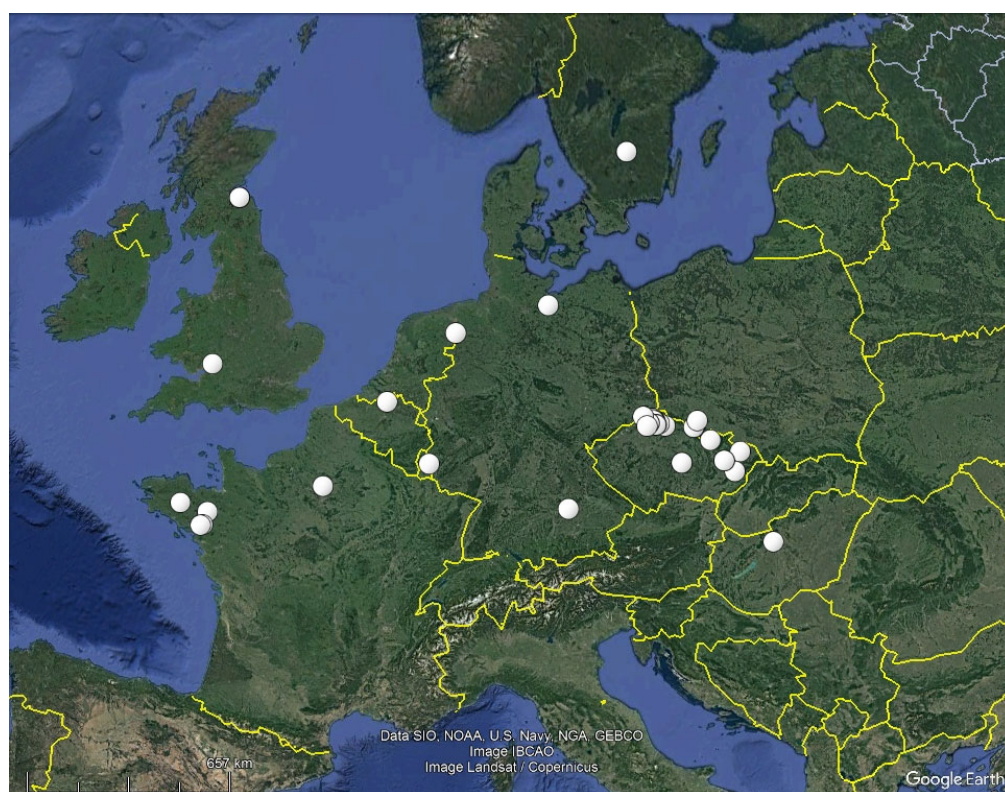 Data SIO, NOAA, U.S. Navy, NGA, GEBCO
Image IBCAO
657 km
Image Landsat / Copernicus
Google Earth